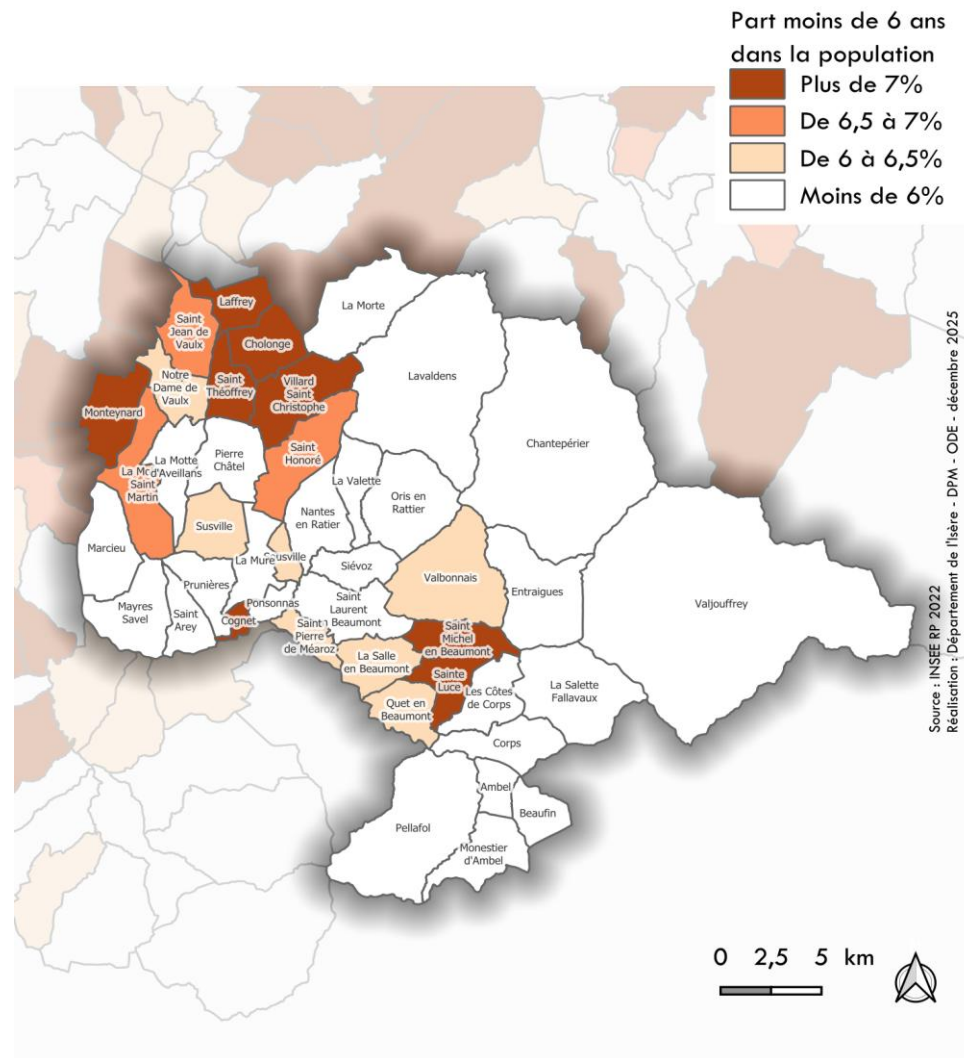 Part moins de 6 ans
dans la population
Plus de 7%
De 6,5 à 7%
De 6 à 6,5%
Moins de 6%
La Morte
Laffrey
Saint
Jean de
Vaulx
Cholonge
Lavaldens
Notre
Dame de
Vaulx
Saint
Théoffrey
Villard
Saint
Christophe
Monteynard
Chantepérier
La Motte
d'Aveillans
Pierre
Châtel
Saint
Honoré
La Mo
Saint
Martin
La Valette
Oris en
Rattier
Nantes
en Ratier
Susville
Marcieu
La Mure
Sousville
Siévoz
Valbonnais
Entraigues
Prunières
Valjouffrey
Mayres
Savel
Saint
Arey
Ponsonnas
Saint
Laurent
Beaumont
Cognet
Saint
Pierre
de Méaroz
Saint
Michel
en Beaumont
La Salle
en Beaumont
Sainte
Luce
Les Côtes
de Corps
La Salette
Fallavaux
Quet en
Beaumont
Corps
Ambel
Beaufin
Pellafol
Monestier
d'Ambel
0 2,5 5 km
Source : INSEE RP 2022
Réalisation : Département de l'Isère - DPM - ODE - décembre 2025